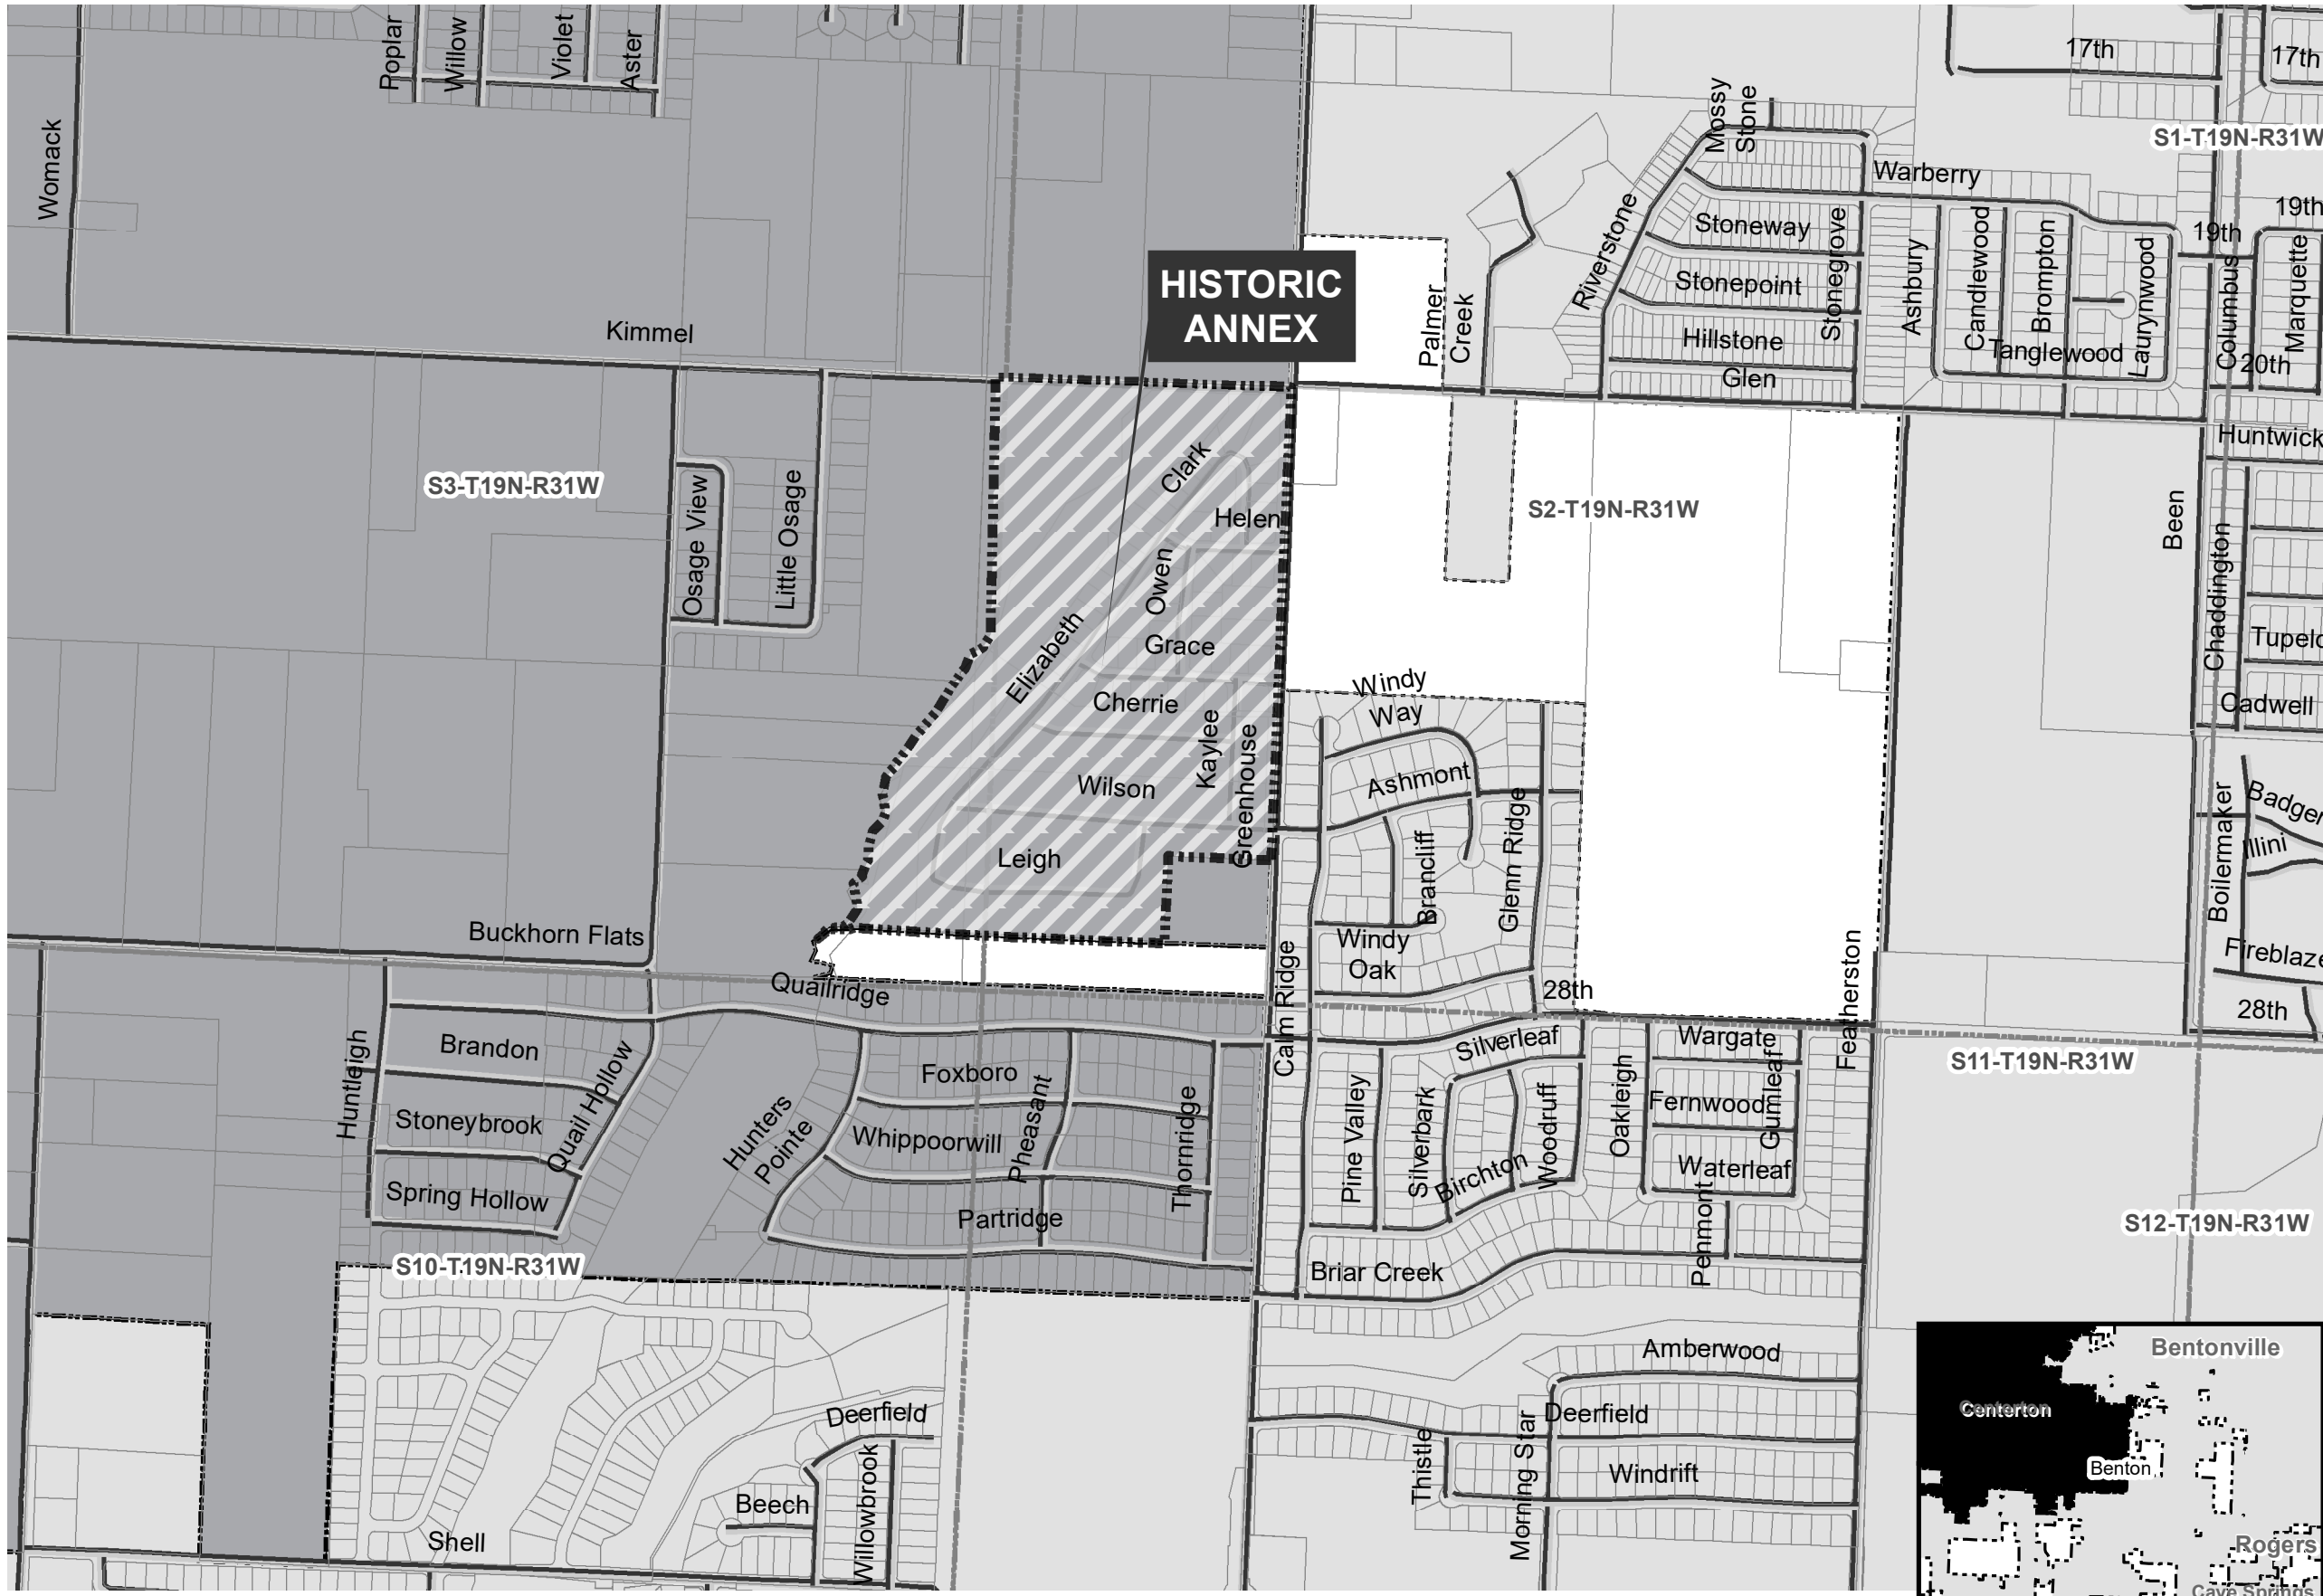 Poplar
Willow
Violet
Aster
17th
17th
Womack
Mossy
Stone
S1-T19N-R31W
Warberry
19th
19th
Riverstone
Stoneway
Stonegrove
Ashbury
Candlewood
Brompton
Laurynwood
Columbus
Marquette
HISTORIC
ANNEX
Palmer
Creek
Stonepoint
Kimmel
Hillstone
Tanglewood
20th
Glen
Huntwick
Clark
S3-T19N-R31W
Osage View
Little Osage
Helen
S2-T19N-R31W
Been
Chaddington
Owen
Elizabeth
Grace
Tupelo
Cherrie
Windy
Way
Cadwell
Kaylee
Greenhouse
Wilson
Ashmont
Glenn Ridge
Boilermaker
Badger
Illini
Leigh
Brancliff
Buckhorn Flats
Windy
Oak
Fireblaze
Quailridge
Calm Ridge
28th
Featherston
28th
Huntleigh
Brandon
Quail Hollow
Foxboro
Silverleaf
Wargate
S11-T19N-R31W
Stoneybrook
Hunters
Pointe
Whippoorwill
Pheasant
Thornridge
Pine Valley
Silverbark
Birchton
Woodruff
Oakleigh
Fernwood
Gumleaf
Waterleaf
Spring Hollow
Partridge
Penmont
S12-T19N-R31W
S10-T19N-R31W
Briar Creek
Amberwood
Bentonville
Centerton
Deerfield
Deerfield
Thistle
Morning Star
Windrift
Benton
Beech
Willowbrook
Shell
Rogers
Cave Springs